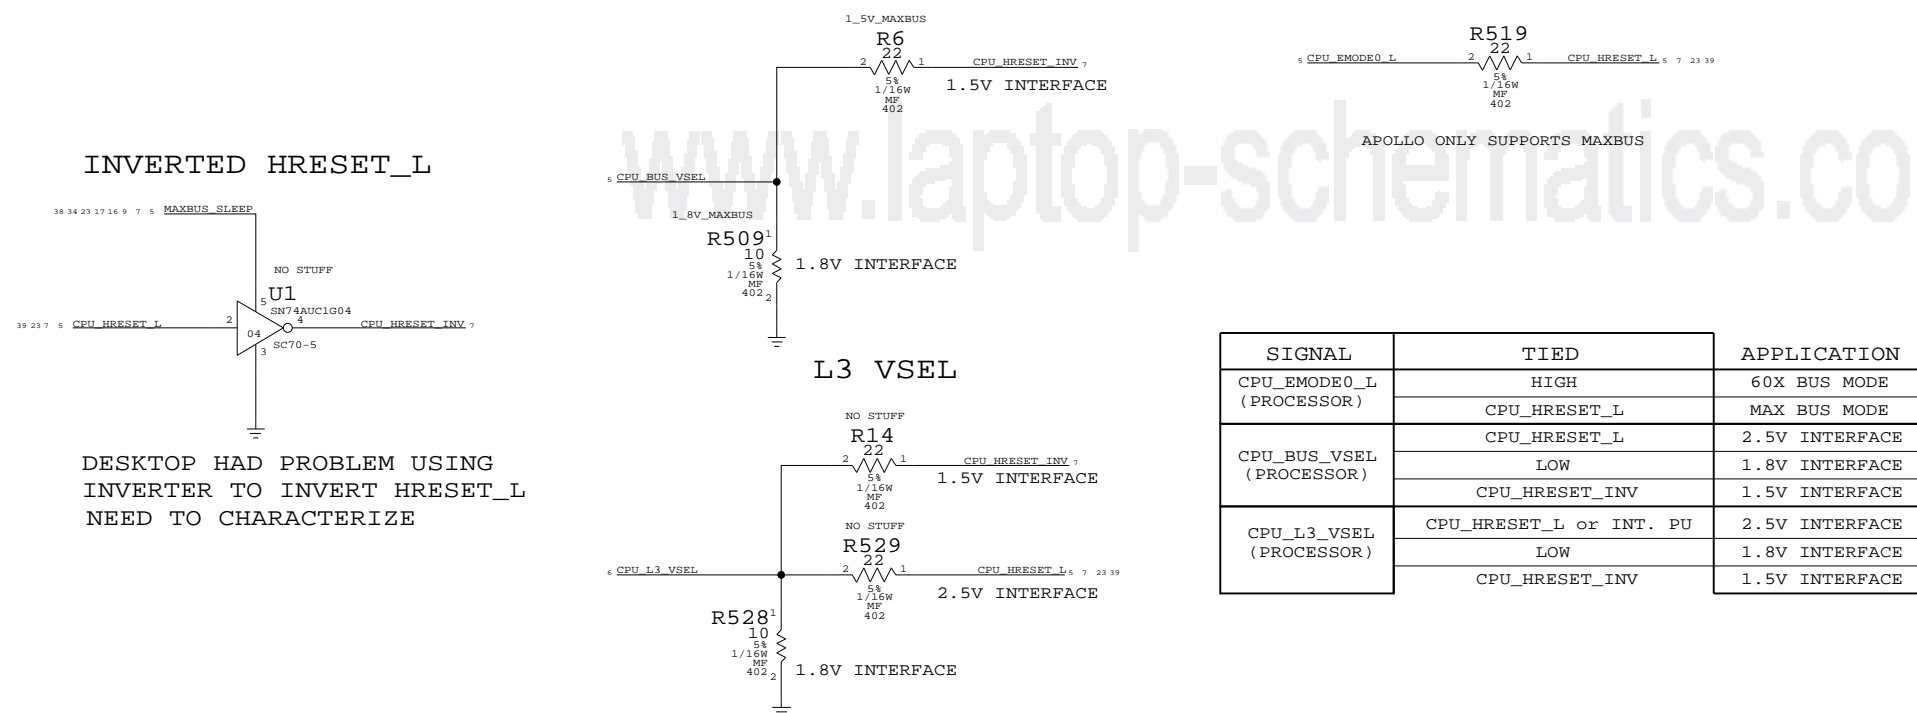 INVERTED HRESET_L
38 34 23 17 16 9 7 5 MAXBUS_SLEEP
NO STUFF
U1
5
SN74AUC1G04
39 23 7 5 CPU_HRESET_L
2
04
4
CPU_HRESET_INV 7
3
SC70-5
DESKTOP HAD PROBLEM USING
INVERTER TO INVERT HRESET_L
NEED TO CHARACTERIZE
1_5V_MAXBUS
R6
22
2
1
CPU_HRESET_INV 7
5%
1/16W
MF
402
1.5V INTERFACE
5 CPU_BUS_VSEL
1_8V_MAXBUS
R509
1
10
5%
1/16W
MF
402
2
1.8V INTERFACE
L3 VSEL
NO STUFF
R14
22
2
1
CPU_HRESET_INV 7
5%
1/16W
MF
402
1.5V INTERFACE
NO STUFF
R529
22
6 CPU_L3_VSEL
2
1
CPU_HRESET_L 5 7 23 39
5%
1/16W
MF
402
2.5V INTERFACE
R528
1
10
5%
1/16W
MF
402
2
1.8V INTERFACE
R519
22
5 CPU_EMODE0_L
2
1
CPU_HRESET_L 5 7 23 39
5%
1/16W
MF
402
APOLLO ONLY SUPPORTS MAXBUS
www.laptop-schematics.co
SIGNAL TIED APPLICATION
CPU_EMODE0_L HIGH 60X BUS MODE
(PROCESSOR)
CPU_HRESET_L MAX BUS MODE
CPU_HRESET_L 2.5V INTERFACE
CPU_BUS_VSEL
LOW 1.8V INTERFACE
(PROCESSOR)
CPU_HRESET_INV 1.5V INTERFACE
CPU_HRESET_L or INT. PU 2.5V INTERFACE
CPU_L3_VSEL
(PROCESSOR) LOW 1.8V INTERFACE
CPU_HRESET_INV 1.5V INTERFACE